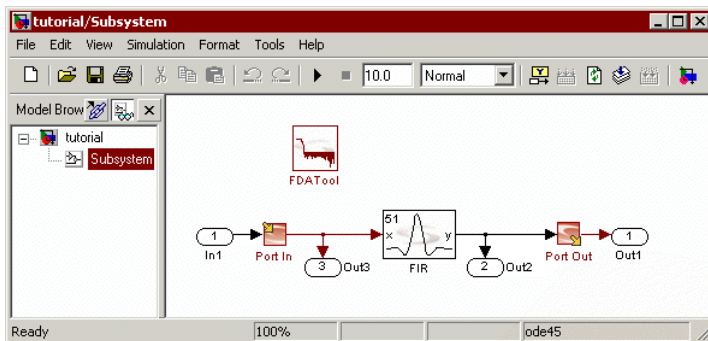 tutorial/Subsystem
File Edit View Simulation Format Tools Help
10.0 Normal
Model Brow
tutorial
Subsystem
FDATool
51
x y
1
In1
Port In
3
Out3
FIR
2
Out2
Port Out
1
Out1
Ready 100% ode45